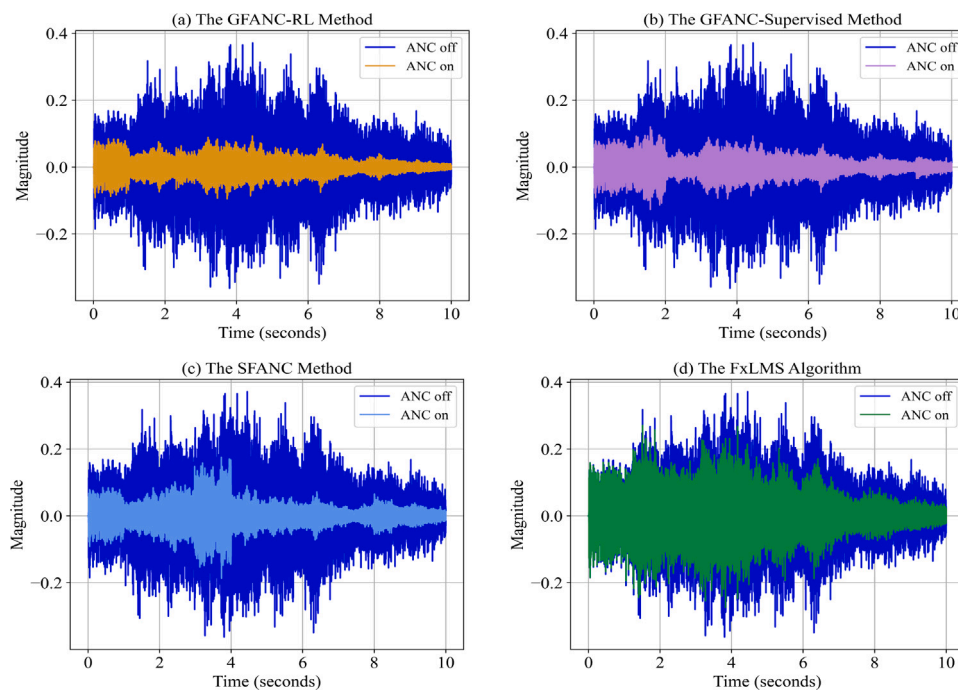 (a) The GFANC-RL Method
0.4
0.2
0.0
−0.2
Magnitude
ANC off
ANC on
0
2
4
6
8
10
Time (seconds)
(b) The GFANC-Supervised Method
0.4
0.2
0.0
−0.2
Magnitude
ANC off
ANC on
0
2
4
6
8
10
Time (seconds)
(c) The SFANC Method
0.4
0.2
0.0
−0.2
Magnitude
ANC off
ANC on
0
2
4
6
8
10
Time (seconds)
(d) The FxLMS Algorithm
0.4
0.2
0.0
−0.2
Magnitude
ANC off
ANC on
0
2
4
6
8
10
Time (seconds)